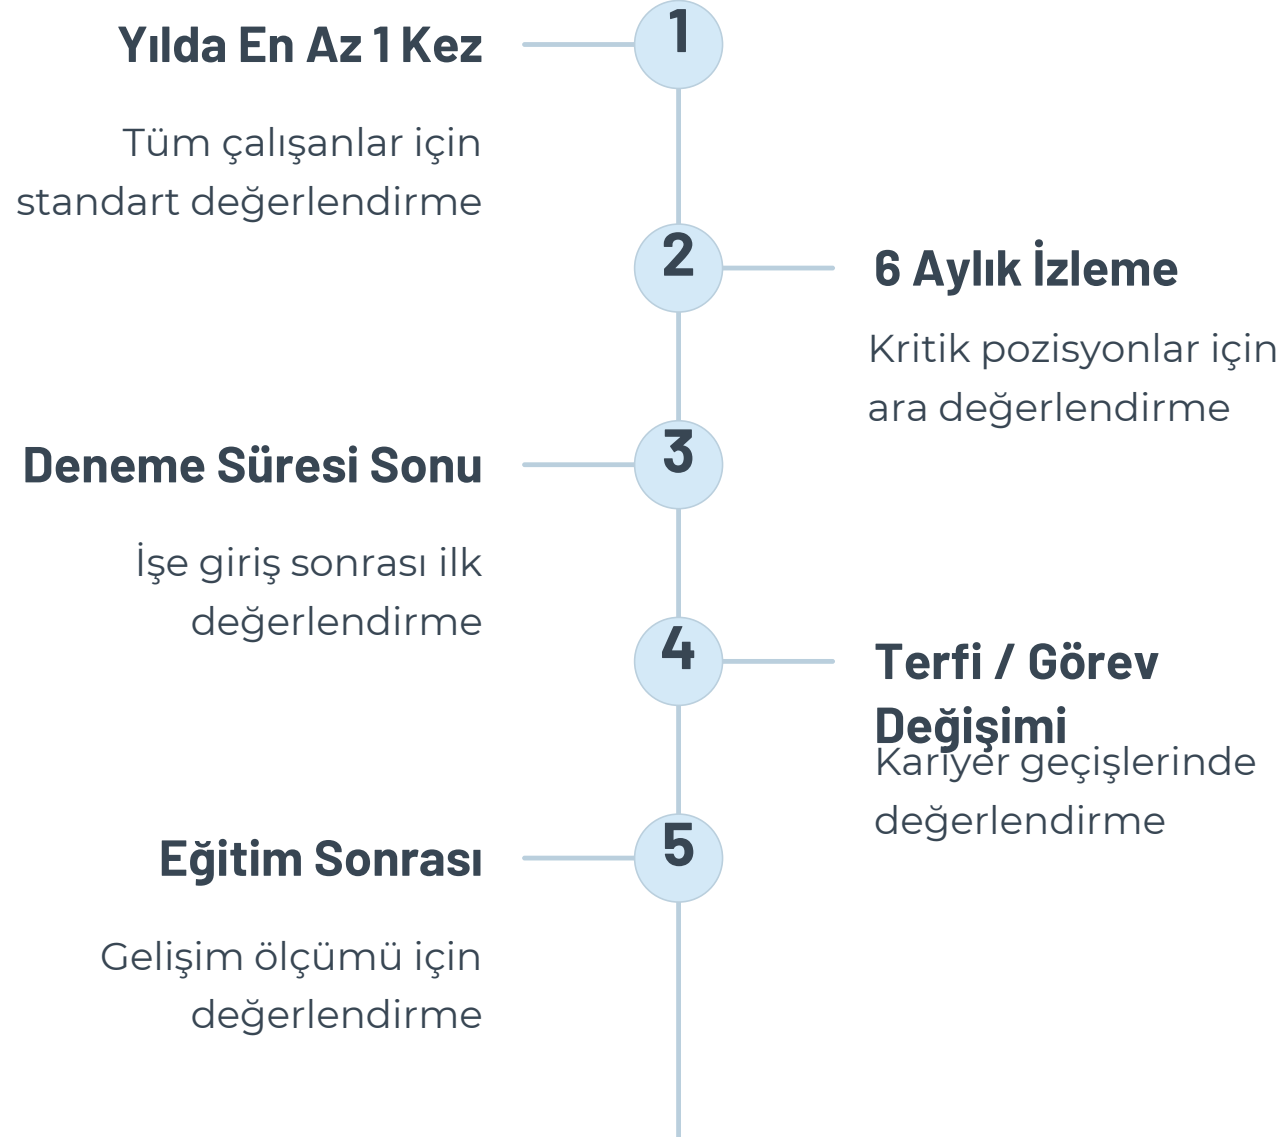 1
Yılda En Az 1 Kez
Tüm çalışanlar için
standart değerlendirme
2
6 Aylık İzleme
Kritik pozisyonlar için
ara değerlendirme
3
Deneme Süresi Sonu
İşe giriş sonrası ilk
değerlendirme
4
Terfi / Görev
Değişimi
Kariyer geçişlerinde
değerlendirme
5
Eğitim Sonrası
Gelişim ölçümü için
değerlendirme